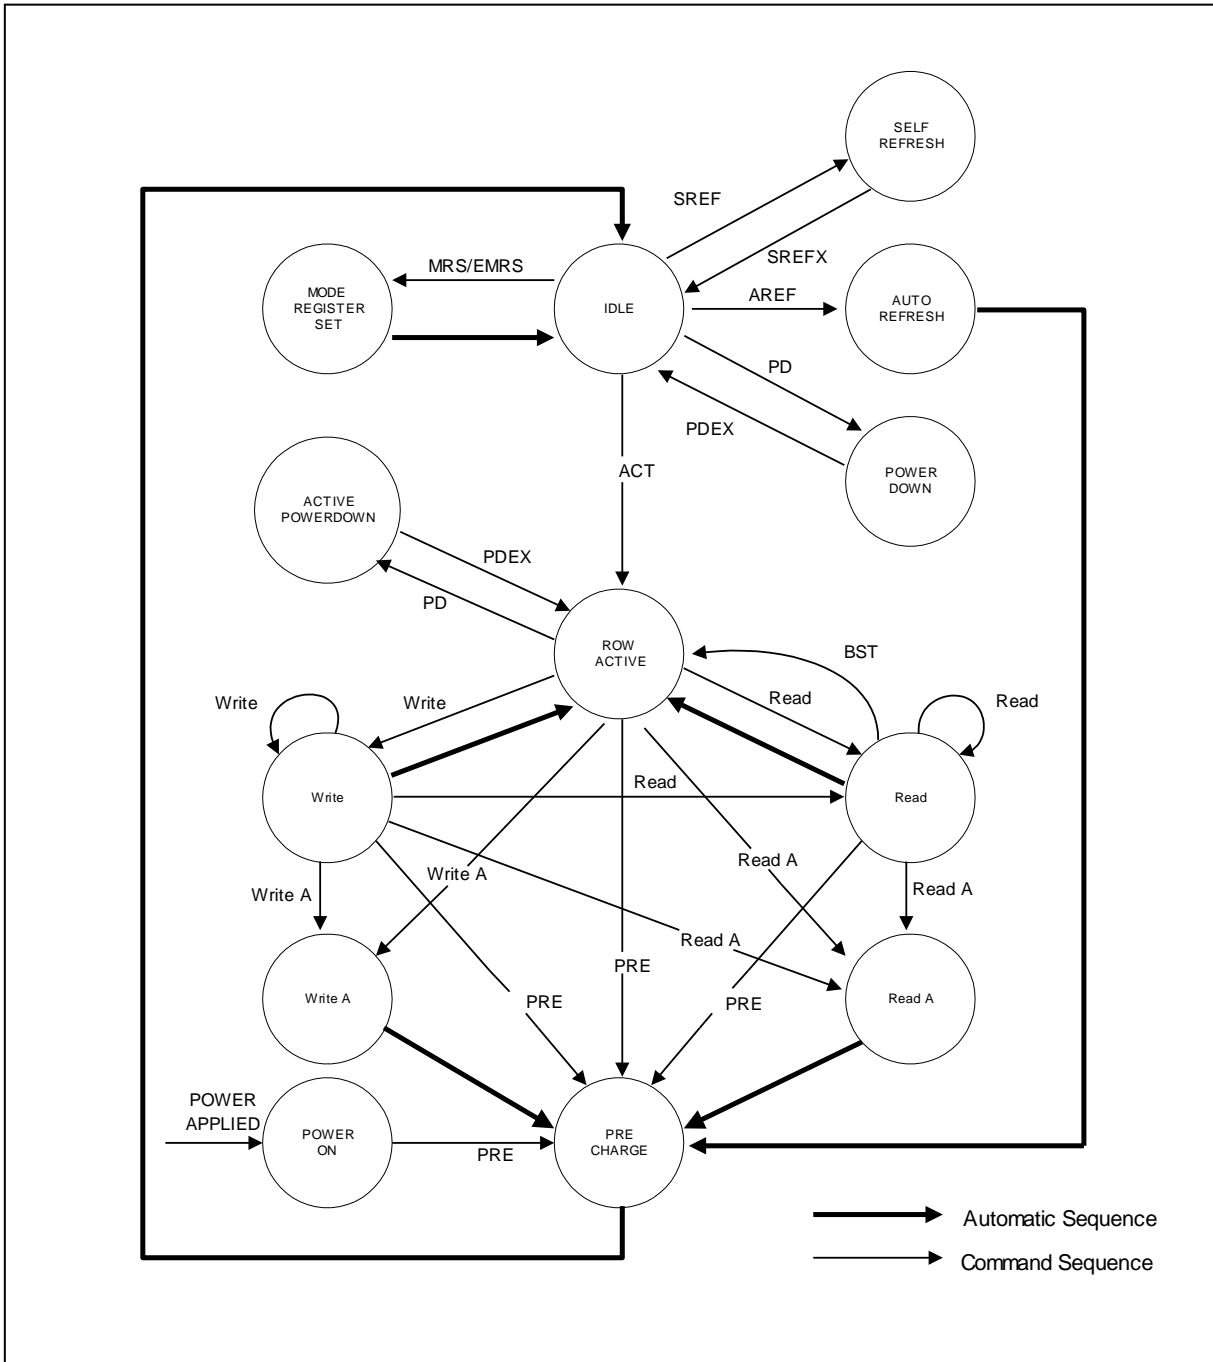 SELF
REFRESH
SREF
SREFX
MRS/EMRS
MODE
REGISTER
SET
IDLE
AREF
AUTO
REFRESH
PD
PDEX
POWER
DOWN
ACT
ACTIVE
POWERDOWN
PDEX
PD
ROW
ACTIVE
BST
Write
Write
Read
Read
Write
Read
Read
Write A
Write A
Read A
Read A
Read A
PRE
Write A
PRE
PRE
Read A
POWER
APPLIED
POWER
ON
PRE
PRE
CHARGE
Automatic Sequence
Command Sequence